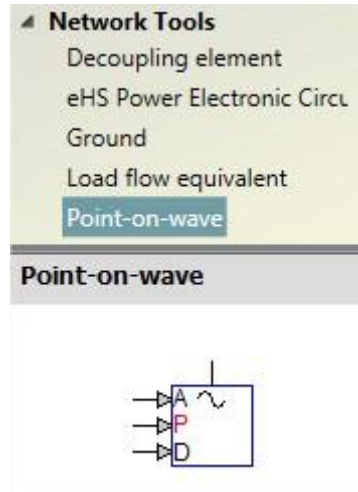 Network Tools
Decoupling element
eHS Power Electronic Circu
Ground
Load flow equivalent
Point-on-wave
Point-on-wave
A
P
D